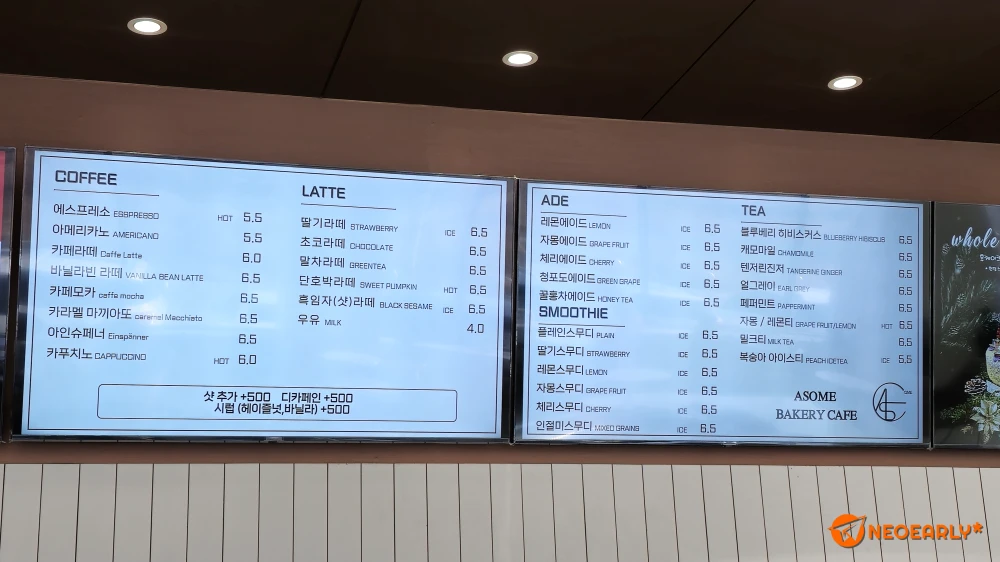 COFFEE
에스프레소 ESSPRESSO HOT 5.5
아메리카노 AMERICANO 5.5
카페라떼 Caffe Latte 6.0
바닐라빈 라떼 VANILLA BEAN LATTE 6.5
카페모카 caffe mocha 6.5
카라멜 마끼아또 caramel Macchiato 6.5
아인슈페너 Einspänner 6.5
카푸치노 CAPPUCCINO HOT 6.0
샷 추가 +500 디카페인 +500
시럽 (헤이즐넛,바닐라) +500
LATTE
딸기라떼 STRAWBERRY ICE 6.5
초코라떼 CHOCOLATE 6.5
말차라떼 GREENTEA 6.5
단호박라떼 SWEET PUMPKIN HOT 6.5
흑임자(샷)라떼 BLACK SESAME ICE 6.5
우유 MILK 4.0
ADE
레몬에이드 LEMON ICE 6.5
자몽에이드 GRAPE FRUIT ICE 6.5
체리에이드 CHERRY ICE 6.5
청포도에이드 GREEN GRAPE ICE 6.5
꿀홍차에이드 HONEY TEA ICE 6.5
SMOOTHIE
플레인스무디 PLAIN ICE 6.5
딸기스무디 STRAWBERRY ICE 6.5
레몬스무디 LEMON ICE 6.5
자몽스무디 GRAPE FRUIT ICE 6.5
체리스무디 CHERRY ICE 6.5
인절미스무디 MIXED GRAINS ICE 6.5
TEA
블루베리 히비스커스 BLUEBERRY HIBISCUS 6.5
캐모마일 CHAMOMILE 6.5
텐저린진저 TANGERINE GINGER 6.5
얼그레이 EARL GREY 6.5
페퍼민트 PAPPERMINT 6.5
자몽 / 레몬티 GRAPE FRUIT/LEMON HOT 6.5
밀크티 MILK TEA 6.5
복숭아 아이스티 PEACH ICETEA ICE 5.5
ASOME
BAKERY CAFE
whole
NEOEARLY*